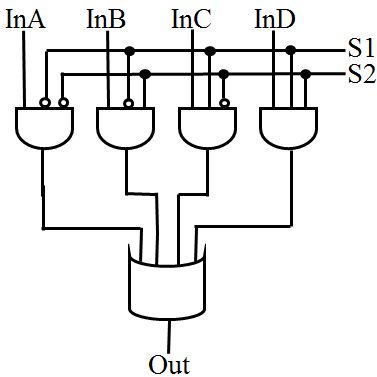 InA InB InC InD
S1
S2
Out